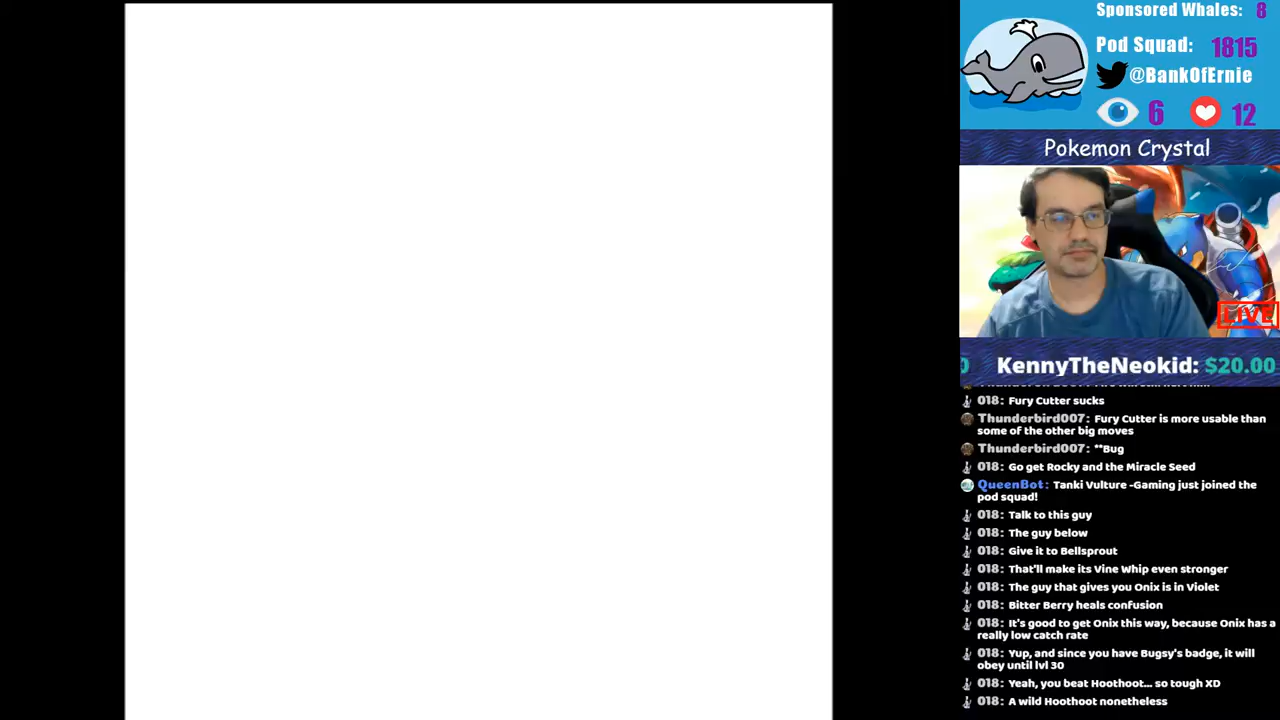 Sponsored Whales: 8
Pod Squad: 1815
@BankOfErnie
6 12
Pokemon Crystal
LIVE
KennyTheNeokid: $20.00
018: Fury Cutter sucks
Thunderbird007: Fury Cutter is more usable than
some of the other big moves
Thunderbird007: **Bug
018: Go get Rocky and the Miracle Seed
QueenBot: Tanki Vulture -Gaming just joined the
pod squad!
018: Talk to this guy
018: The guy below
018: Give it to Bellsprout
018: That'll make its Vine Whip even stronger
018: The guy that gives you Onix is in Violet
018: Bitter Berry heals confusion
018: It's good to get Onix this way, because Onix has a
really low catch rate
018: Yup, and since you have Bugsy's badge, it will
obey until lvl 30
018: Yeah, you beat Hoothoot... so tough XD
018: A wild Hoothoot nonetheless